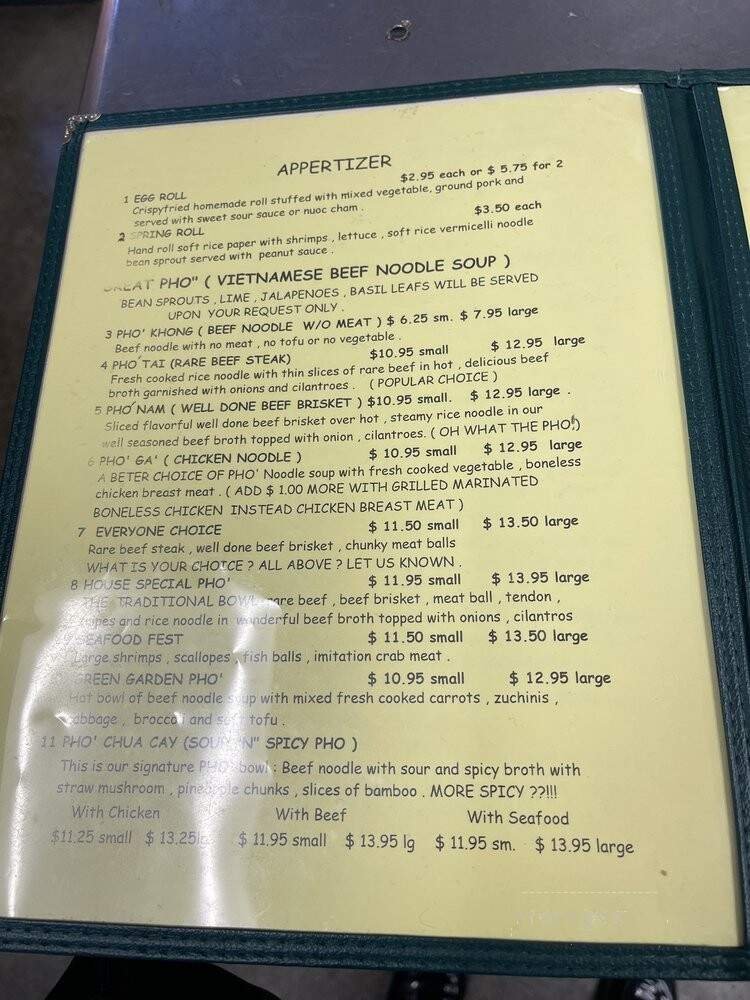 APPERTIZER
1 EGG ROLL $2.95 each or $ 5.75 for 2
Crispyfried homemade roll stuffed with mixed vegetable, ground pork and
served with sweet sour sauce or nuoc cham .
2 SPRING ROLL $3.50 each
Hand roll soft rice paper with shrimps , lettuce , soft rice vermicelli noodle
bean sprout served with peanut sauce .
GREAT PHO" ( VIETNAMESE BEEF NOODLE SOUP )
BEAN SPROUTS , LIME , JALAPENOES , BASIL LEAFS WILL BE SERVED
UPON YOUR REQUEST ONLY .
3 PHO' KHONG ( BEEF NOODLE W/O MEAT ) $ 6.25 sm. $ 7.95 large
Beef noodle with no meat , no tofu or no vegetable .
4 PHO TAI (RARE BEEF STEAK) $10.95 small $ 12.95 large
Fresh cooked rice noodle with thin slices of rare beef in hot , delicious beef
broth garnished with onions and cilantroes . ( POPULAR CHOICE )
5 PHO NAM ( WELL DONE BEEF BRISKET ) $10.95 small. $ 12.95 large .
Sliced flavorful well done beef brisket over hot , steamy rice noodle in our
well seasoned beef broth topped with onion , cilantroes. ( OH WHAT THE PHO')
6 PHO' GA' ( CHICKEN NOODLE ) $ 10.95 small $ 12.95 large
A BETER CHOICE OF PHO' Noodle soup with fresh cooked vegetable , boneless
chicken breast meat . ( ADD $ 1.00 MORE WITH GRILLED MARINATED
BONELESS CHICKEN INSTEAD CHICKEN BREAST MEAT )
7 EVERYONE CHOICE $ 11.50 small $ 13.50 large
Rare beef steak , well done beef brisket , chunky meat balls
WHAT IS YOUR CHOICE ? ALL ABOVE ? LET US KNOWN .
8 HOUSE SPECIAL PHO' $ 11.95 small $ 13.95 large
THE TRADITIONAL BOWL rare beef , beef brisket , meat ball , tendon ,
tripes and rice noodle in wonderful beef broth topped with onions , cilantros
9 SEAFOOD FEST $ 11.50 small $ 13.50 large
Large shrimps , scallopes , fish balls , imitation crab meat .
GREEN GARDEN PHO' $ 10.95 small $ 12.95 large
Hat bowl of beef noodle soup with mixed fresh cooked carrots , zuchinis ,
cabbage , broccoli and soft tofu .
11 PHO' CHUA CAY (SOUR "N" SPICY PHO )
This is our signature PHO' bowl : Beef noodle with sour and spicy broth with
straw mushroom , pineapple chunks , slices of bamboo . MORE SPICY ??!!!
With Chicken With Beef With Seafood
$11.25 small $ 13.25lg $ 11.95 small $ 13.95 lg $ 11.95 sm. $ 13.95 large